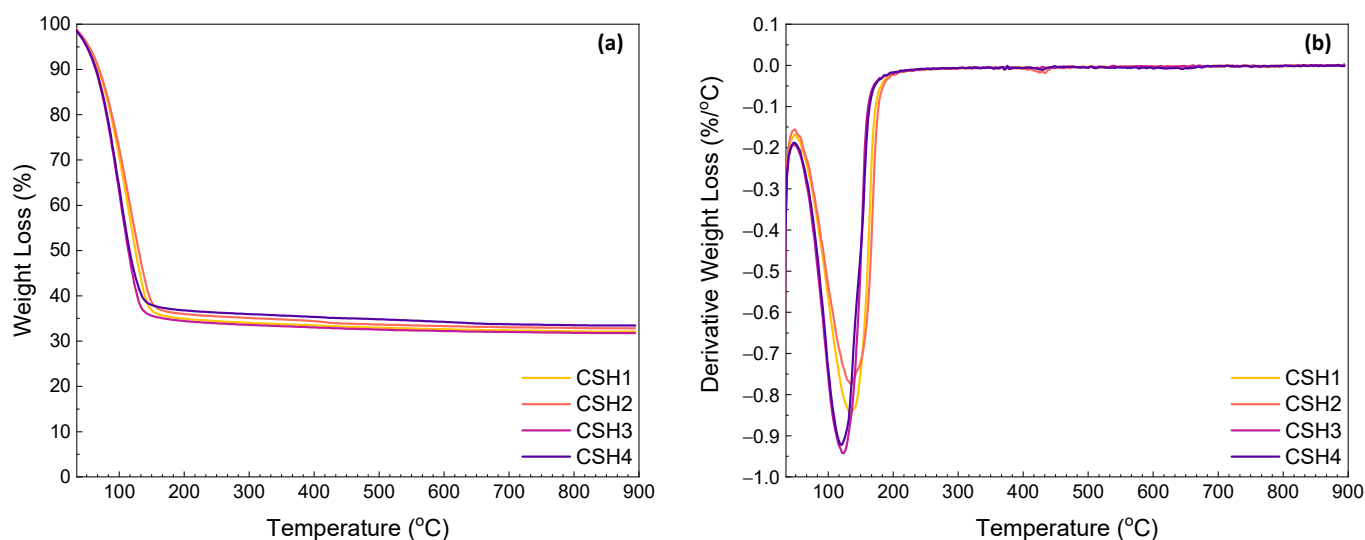 (a)
Weight Loss (%)
100
90
80
70
60
50
40
30
20
10
0
CSH1
CSH2
CSH3
CSH4
100 200 300 400 500 600 700 800 900
Temperature (°C)
(b)
Derivative Weight Loss (%/°C)
0.1
0.0
–0.1
–0.2
–0.3
–0.4
–0.5
–0.6
–0.7
–0.8
–0.9
–1.0
CSH1
CSH2
CSH3
CSH4
100 200 300 400 500 600 700 800 900
Temperature (°C)